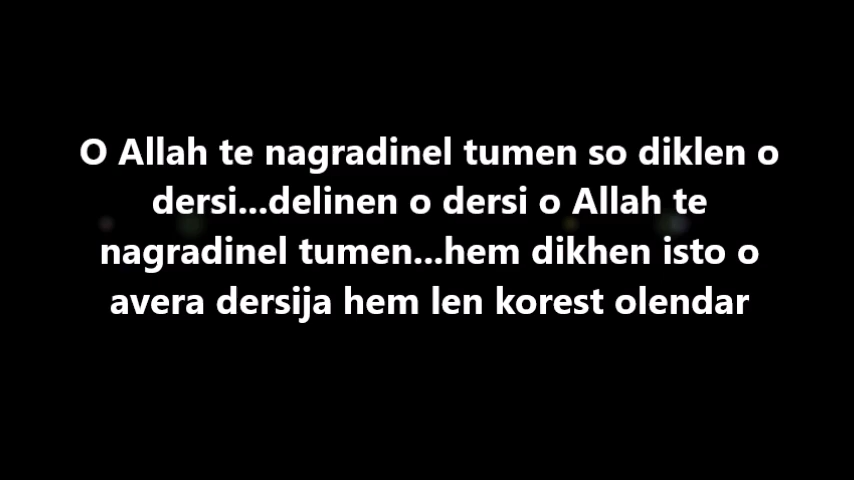 O Allah te nagradinel tumen so diklen o
dersi...delinen o dersi o Allah te
nagradinel tumen...hem dikhen isto o
avera dersija hem len korest olendar